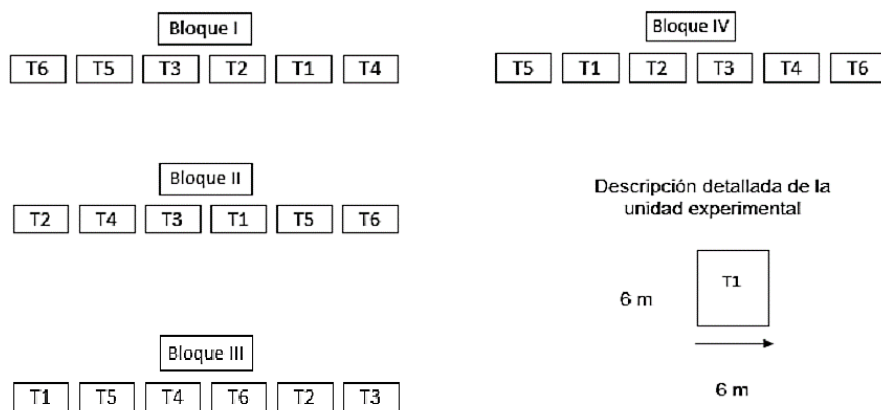 Bloque I
T6 T5 T3 T2 T1 T4
Bloque II
T2 T4 T3 T1 T5 T6
Bloque III
T1 T5 T4 T6 T2 T3
Bloque IV
T5 T1 T2 T3 T4 T6
Descripción detallada de la
unidad experimental
T1
6 m
6 m